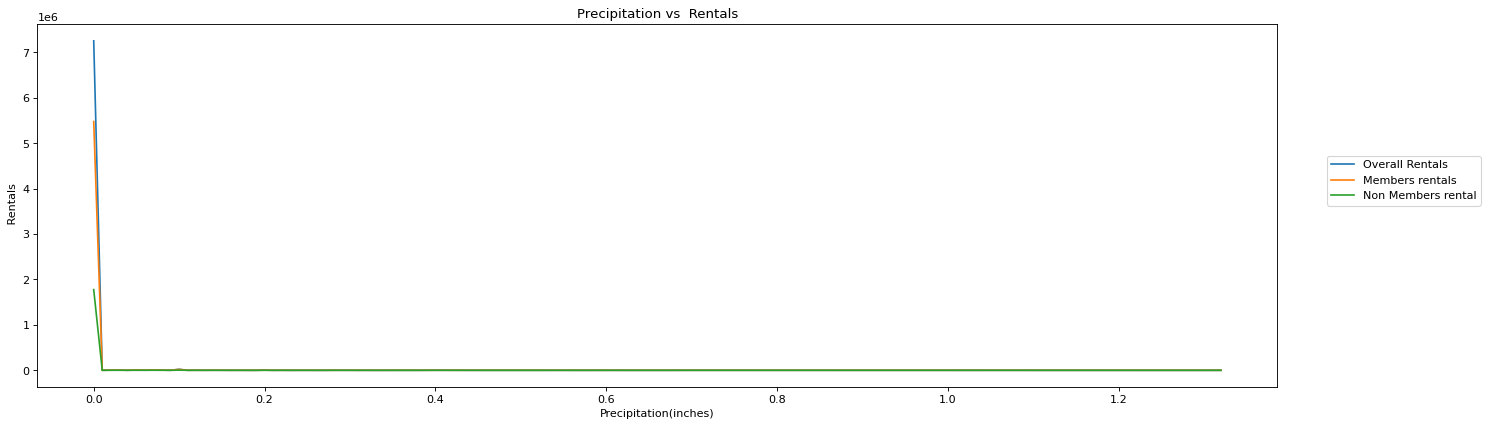 Precipitation vs  Rentals
1e6
7
6
5
4
3
2
1
0
Rentals
0.0 0.2 0.4 0.6 0.8 1.0 1.2
Precipitation(inches)
Overall Rentals
Members rentals
Non Members rental